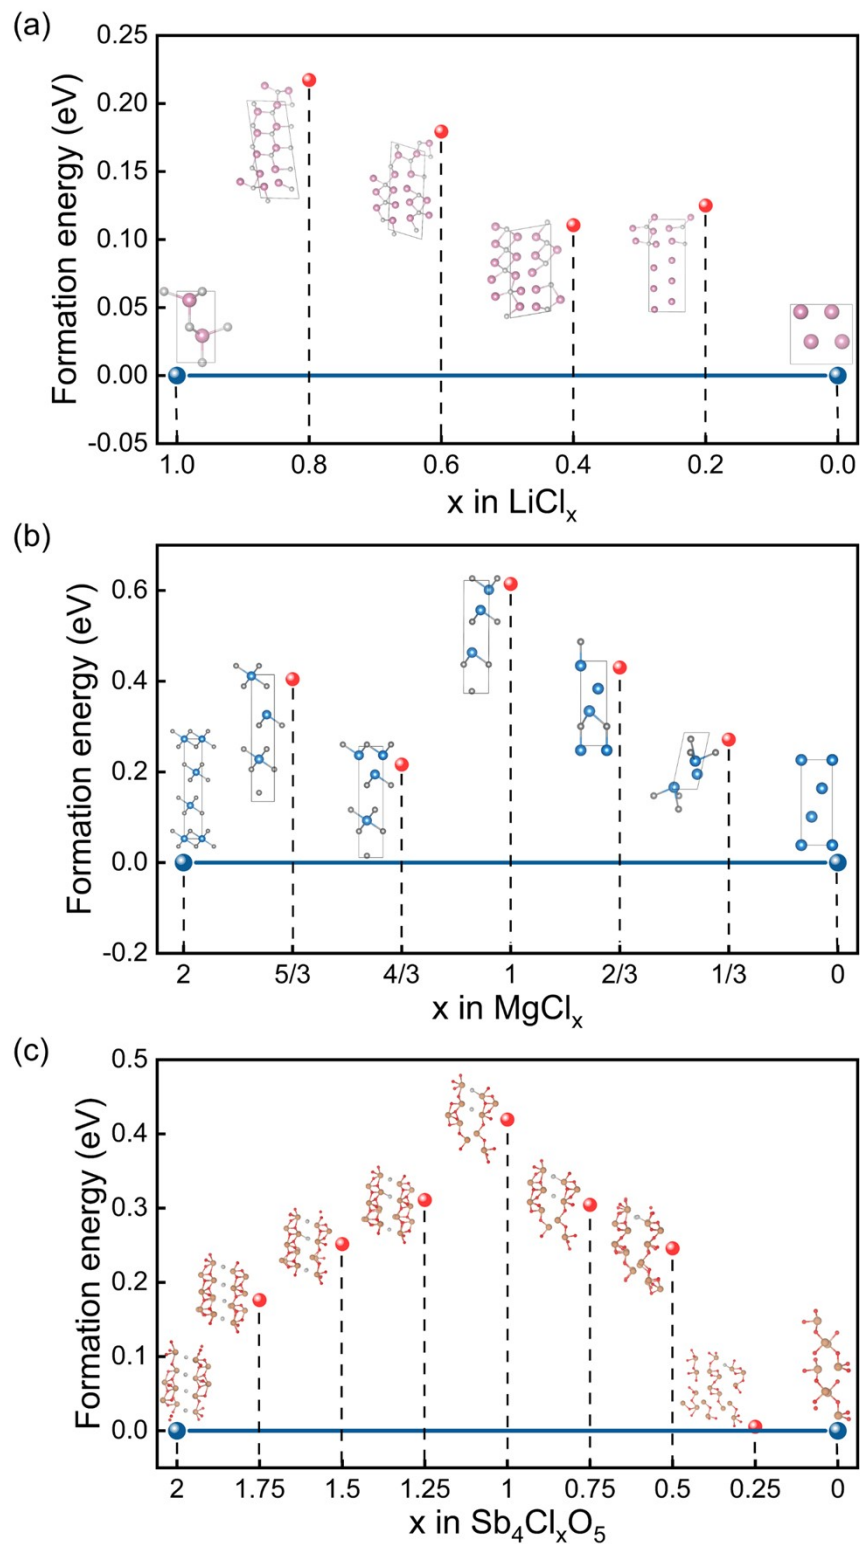 (a)
Formation energy (eV)
0.25
0.20
0.15
0.10
0.05
0.00
-0.05
1.0 0.8 0.6 0.4 0.2 0.0
x in LiClₓ
(b)
Formation energy (eV)
0.6
0.4
0.2
0.0
-0.2
2 5/3 4/3 1 2/3 1/3 0
x in MgClₓ
(c)
Formation energy (eV)
0.5
0.4
0.3
0.2
0.1
0.0
2 1.75 1.5 1.25 1 0.75 0.5 0.25 0
x in Sb₄ClₓO₅